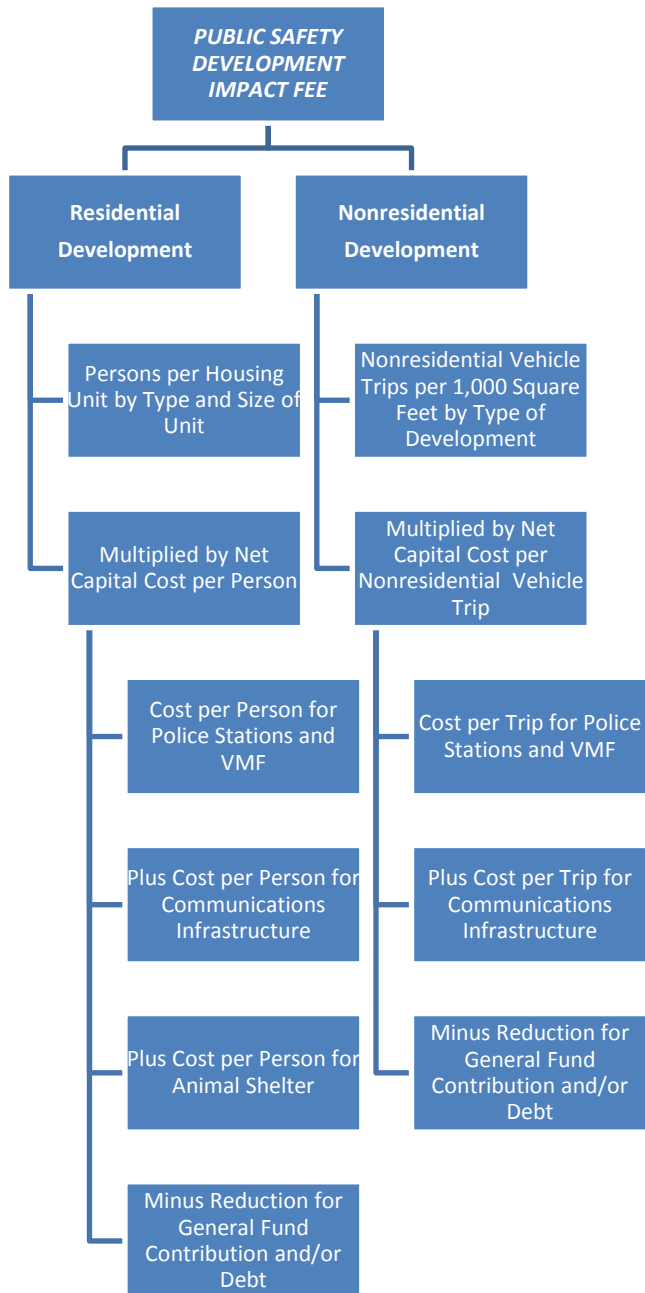 PUBLIC SAFETY
DEVELOPMENT
IMPACT FEE
Residential
Development
Nonresidential
Development
Persons per Housing
Unit by Type and Size of
Unit
Nonresidential Vehicle
Trips per 1,000 Square
Feet by Type of
Development
Multiplied by Net
Capital Cost per Person
Multiplied by Net
Capital Cost per
Nonresidential Vehicle
Trip
Cost per Person for
Police Stations and
VMF
Cost per Trip for Police
Stations and VMF
Plus Cost per Person for
Communications
Infrastructure
Plus Cost per Trip for
Communications
Infrastructure
Plus Cost per Person for
Animal Shelter
Minus Reduction for
General Fund
Contribution and/or
Debt
Minus Reduction for
General Fund
Contribution and/or
Debt